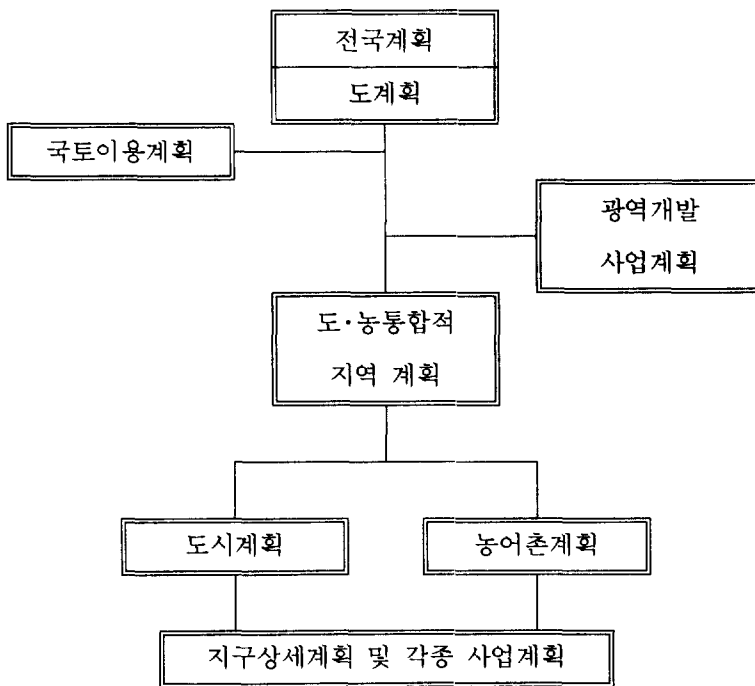 전국계획
도계획
국토이용계획
광역개발
사업계획
도·농통합적
지역 계획
도시계획
농어촌계획
지구상세계획 및 각종 사업계획